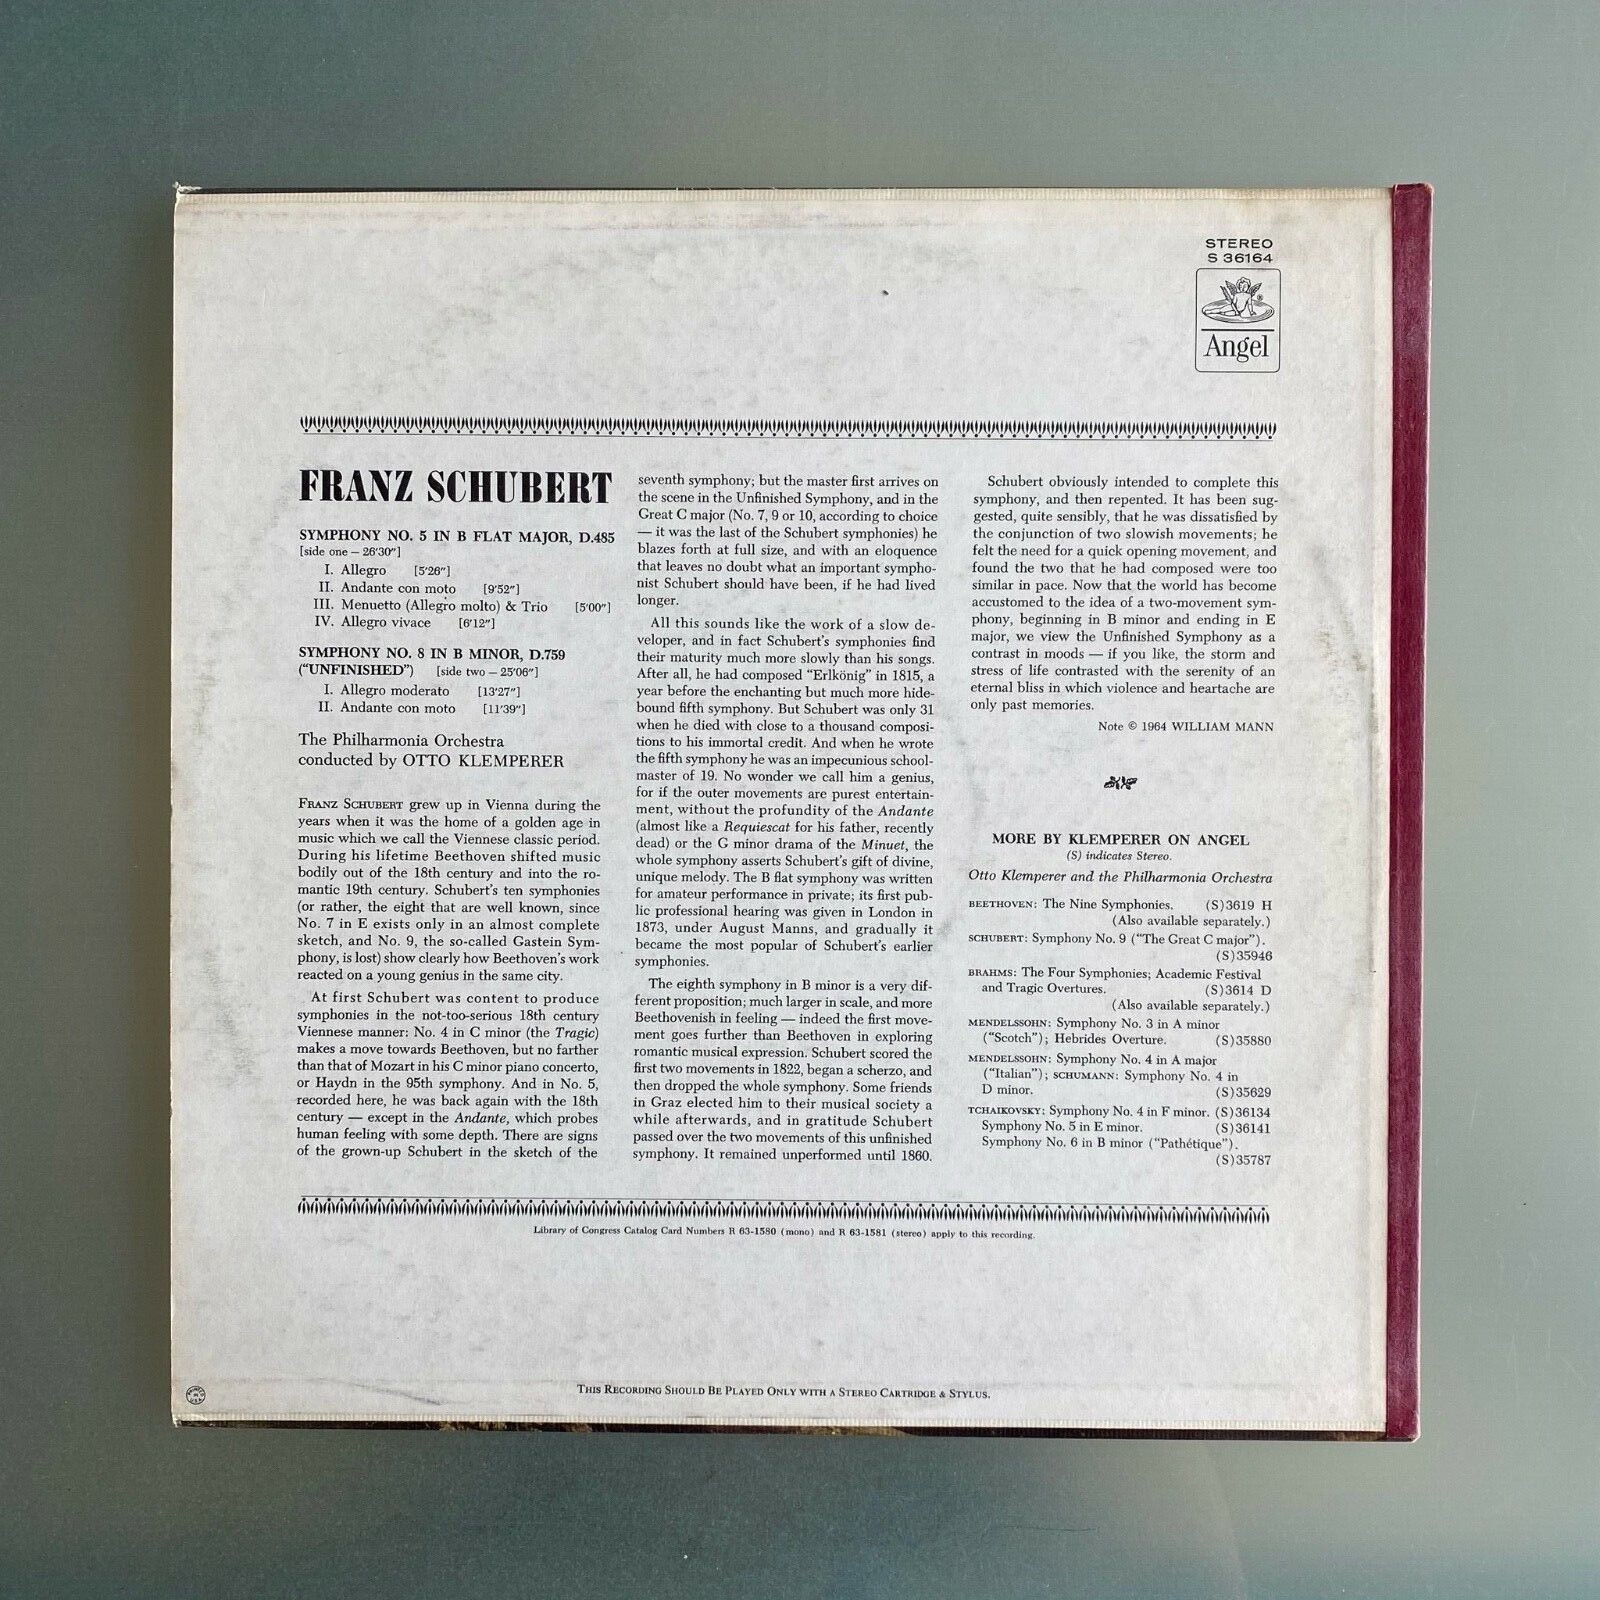 STEREO
S 36164
Angel
FRANZ SCHUBERT
SYMPHONY NO. 5 IN B FLAT MAJOR, D.485
[side one – 26'30"]
I. Allegro [5'26"]
II. Andante con moto [9'52"]
III. Menuetto (Allegro molto) & Trio [5'00"]
IV. Allegro vivace [6'12"]
SYMPHONY NO. 8 IN B MINOR, D.759
("UNFINISHED") [side two – 25'06"]
I. Allegro moderato [13'27"]
II. Andante con moto [11'39"]
The Philharmonia Orchestra
conducted by OTTO KLEMPERER
FRANZ SCHUBERT grew up in Vienna during the
years when it was the home of a golden age in
music which we call the Viennese classic period.
During his lifetime Beethoven shifted music
bodily out of the 18th century and into the ro-
mantic 19th century. Schubert's ten symphonies
(or rather, the eight that are well known, since
No. 7 in E exists only in an almost complete
sketch, and No. 9, the so-called Gastein Sym-
phony, is lost) show clearly how Beethoven's work
reacted on a young genius in the same city.
At first Schubert was content to produce
symphonies in the not-too-serious 18th century
Viennese manner: No. 4 in C minor (the Tragic)
makes a move towards Beethoven, but no farther
than that of Mozart in his C minor piano concerto,
or Haydn in the 95th symphony. And in No. 5,
recorded here, he was back again with the 18th
century — except in the Andante, which probes
human feeling with some depth. There are signs
of the grown-up Schubert in the sketch of the
seventh symphony; but the master first arrives on
the scene in the Unfinished Symphony, and in the
Great C major (No. 7, 9 or 10, according to choice
— it was the last of the Schubert symphonies) he
blazes forth at full size, and with an eloquence
that leaves no doubt what an important sympho-
nist Schubert should have been, if he had lived
longer.
All this sounds like the work of a slow de-
veloper, and in fact Schubert's symphonies find
their maturity much more slowly than his songs.
After all, he had composed "Erlkönig" in 1815, a
year before the enchanting but much more hide-
bound fifth symphony. But Schubert was only 31
when he died with close to a thousand composi-
tions to his immortal credit. And when he wrote
the fifth symphony he was an impecunious school-
master of 19. No wonder we call him a genius,
for if the outer movements are purest entertain-
ment, without the profundity of the Andante
(almost like a Requiescat for his father, recently
dead) or the G minor drama of the Minuet, the
whole symphony asserts Schubert's gift of divine,
unique melody. The B flat symphony was written
for amateur performance in private; its first pub-
lic professional hearing was given in London in
1873, under August Manns, and gradually it
became the most popular of Schubert's earlier
symphonies.
The eighth symphony in B minor is a very dif-
ferent proposition; much larger in scale, and more
Beethovenish in feeling — indeed the first move-
ment goes further than Beethoven in exploring
romantic musical expression. Schubert scored the
first two movements in 1822, began a scherzo, and
then dropped the whole symphony. Some friends
in Graz elected him to their musical society a
while afterwards, and in gratitude Schubert
passed over the two movements of this unfinished
symphony. It remained unperformed until 1860.
Schubert obviously intended to complete this
symphony, and then repented. It has been sug-
gested, quite sensibly, that he was dissatisfied by
the conjunction of two slowish movements; he
felt the need for a quick opening movement, and
found the two that he had composed were too
similar in pace. Now that the world has become
accustomed to the idea of a two-movement sym-
phony, beginning in B minor and ending in E
major, we view the Unfinished Symphony as a
contrast in moods — if you like, the storm and
stress of life contrasted with the serenity of an
eternal bliss in which violence and heartache are
only past memories.
Note © 1964 WILLIAM MANN
MORE BY KLEMPERER ON ANGEL
(S) indicates Stereo.
Otto Klemperer and the Philharmonia Orchestra
BEETHOVEN: The Nine Symphonies. (S)3619 H
(Also available separately.)
SCHUBERT: Symphony No. 9 ("The Great C major").
(S)35946
BRAHMS: The Four Symphonies; Academic Festival
and Tragic Overtures. (S)3614 D
(Also available separately.)
MENDELSSOHN: Symphony No. 3 in A minor
("Scotch"); Hebrides Overture. (S)35880
MENDELSSOHN: Symphony No. 4 in A major
("Italian"); SCHUMANN: Symphony No. 4 in
D minor. (S)35629
TCHAIKOVSKY: Symphony No. 4 in F minor. (S)36134
Symphony No. 5 in E minor. (S)36141
Symphony No. 6 in B minor ("Pathétique").
(S)35787
Library of Congress Catalog Card Numbers R 63-1580 (mono) and R 63-1581 (stereo) apply to this recording.
THIS RECORDING SHOULD BE PLAYED ONLY WITH A STEREO CARTRIDGE & STYLUS.
PRINTED
IN
USA